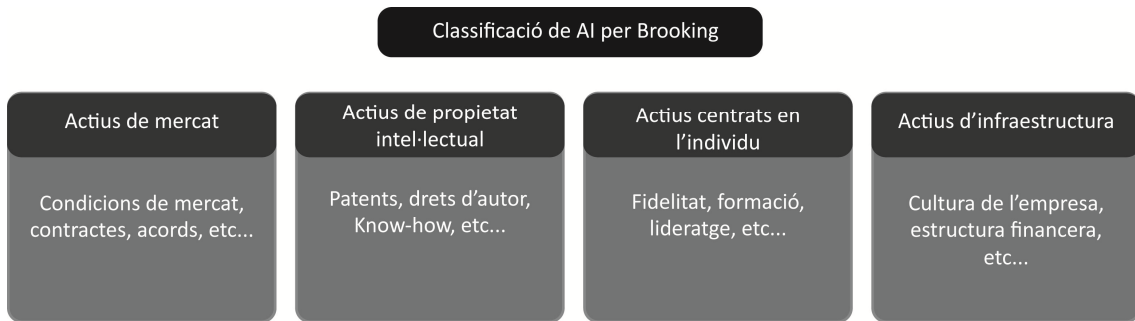 Classificació de AI per Brooking
Actius de mercat
Condicions de mercat,
contractes, acords, etc...
Actius de propietat
intel·lectual
Patents, drets d’autor,
Know-how, etc...
Actius centrats en
l’individu
Fidelitat, formació,
lideratge, etc...
Actius d’infraestructura
Cultura de l’empresa,
estructura financera,
etc...